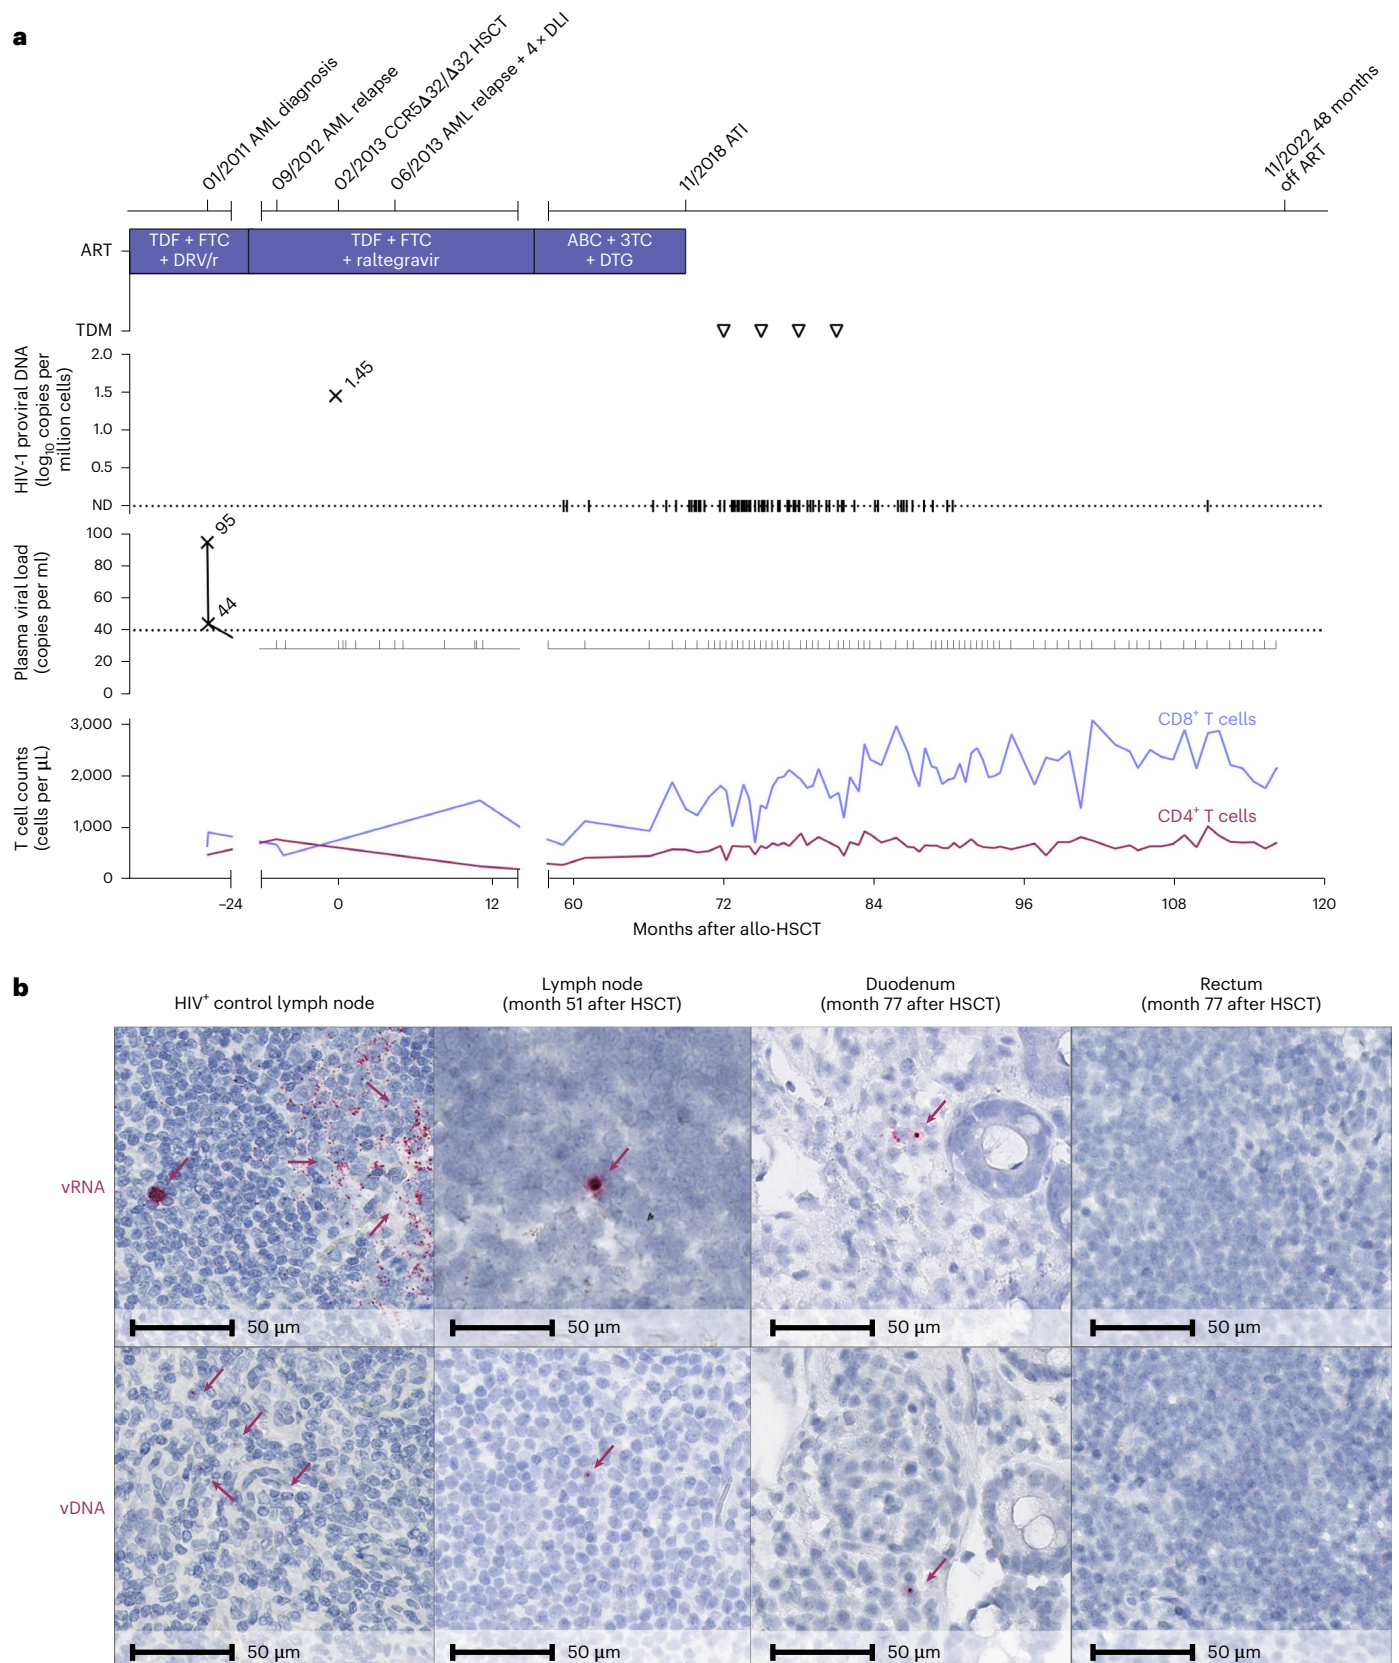 a
01/2011 AML diagnosis
09/2012 AML relapse
02/2013 CCR5Δ32/Δ32 HSCT
06/2013 AML relapse + 4 × DLI
11/2018 ATI
11/2022 48 months
off ART
ART
TDF + FTC
+ DRV/r
TDF + FTC
+ raltegravir
ABC + 3TC
+ DTG
TDM
HIV-1 proviral DNA
(log10 copies per
million cells)
2.0
1.5
1.0
0.5
ND
1.45
Plasma viral load
(copies per ml)
100
80
60
40
20
0
95
44
T cell counts
(cells per µL)
3,000
2,000
1,000
0
CD8+ T cells
CD4+ T cells
–24
0
12
60
72
84
96
108
120
Months after allo-HSCT
b
HIV+ control lymph node
Lymph node
(month 51 after HSCT)
Duodenum
(month 77 after HSCT)
Rectum
(month 77 after HSCT)
vRNA
50 µm
50 µm
50 µm
50 µm
vDNA
50 µm
50 µm
50 µm
50 µm